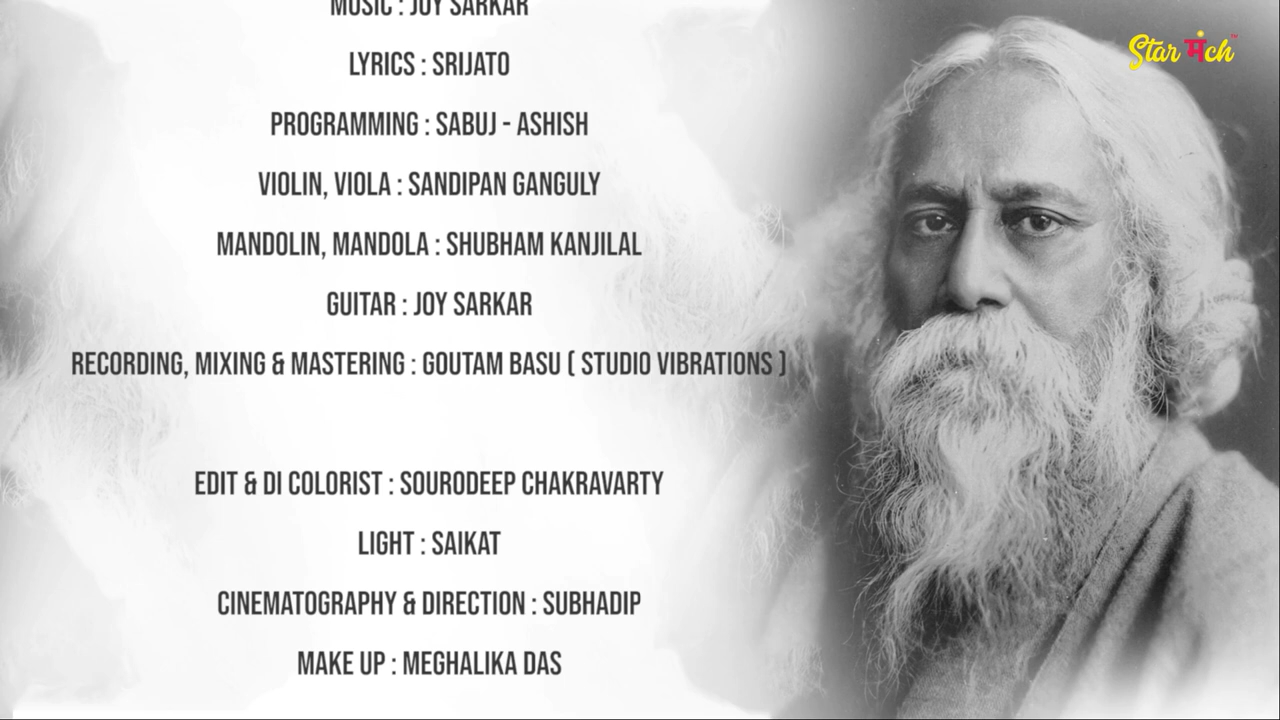 MUSIC : JOY SARKAR
LYRICS : SRIJATO
PROGRAMMING : SABUJ - ASHISH
VIOLIN, VIOLA : SANDIPAN GANGULY
MANDOLIN, MANDOLA : SHUBHAM KANJILAL
GUITAR : JOY SARKAR
RECORDING, MIXING & MASTERING : GOUTAM BASU ( STUDIO VIBRATIONS )
EDIT & DI COLORIST : SOURODEEP CHAKRAVARTY
LIGHT : SAIKAT
CINEMATOGRAPHY & DIRECTION : SUBHADIP
MAKE UP : MEGHALIKA DAS
Star मंch™